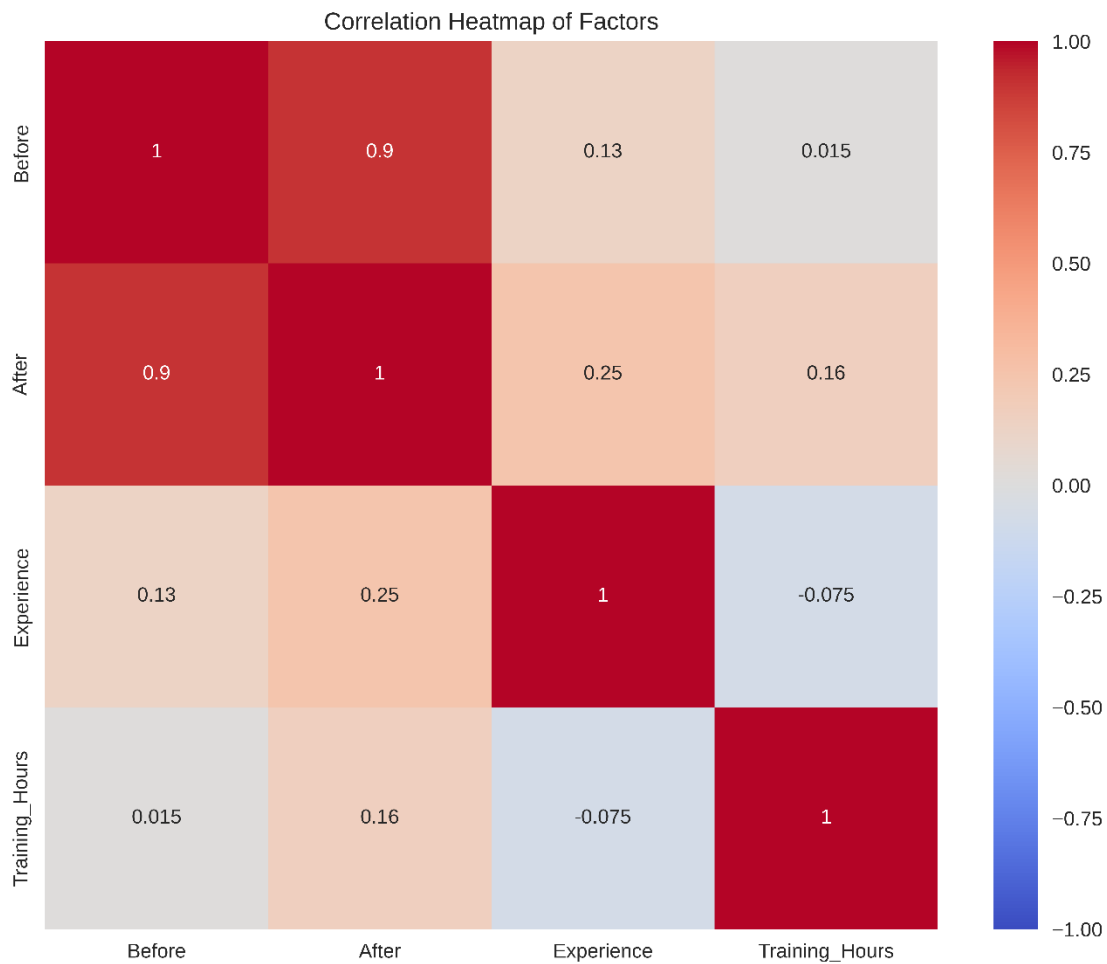 Correlation Heatmap of Factors
Before
1
0.9
0.13
0.015
After
0.9
1
0.25
0.16
Experience
0.13
0.25
1
-0.075
Training_Hours
0.015
0.16
-0.075
1
Before
After
Experience
Training_Hours
1.00
0.75
0.50
0.25
0.00
−0.25
−0.50
−0.75
−1.00